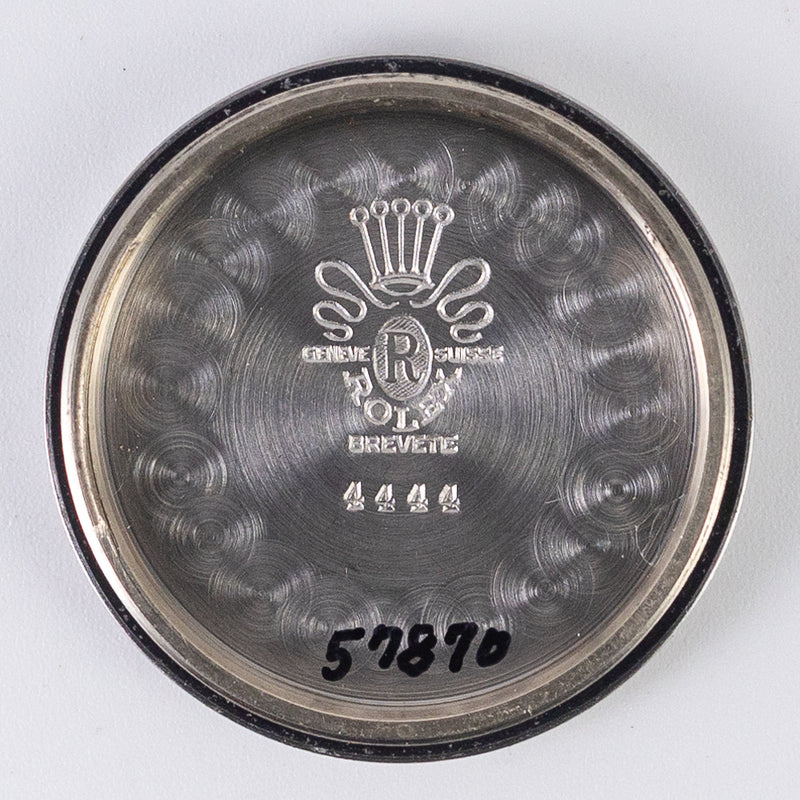 GENEVE R SUISSE
ROLEX
BREVETE
4444
57870